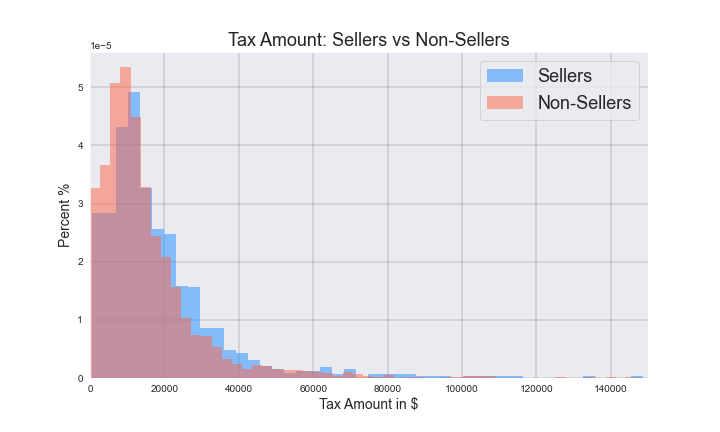 Tax Amount: Sellers vs Non-Sellers
1e−5
Sellers
Non-Sellers
5
4
3
2
1
0
Percent %
0 20000 40000 60000 80000 100000 120000 140000
Tax Amount in $